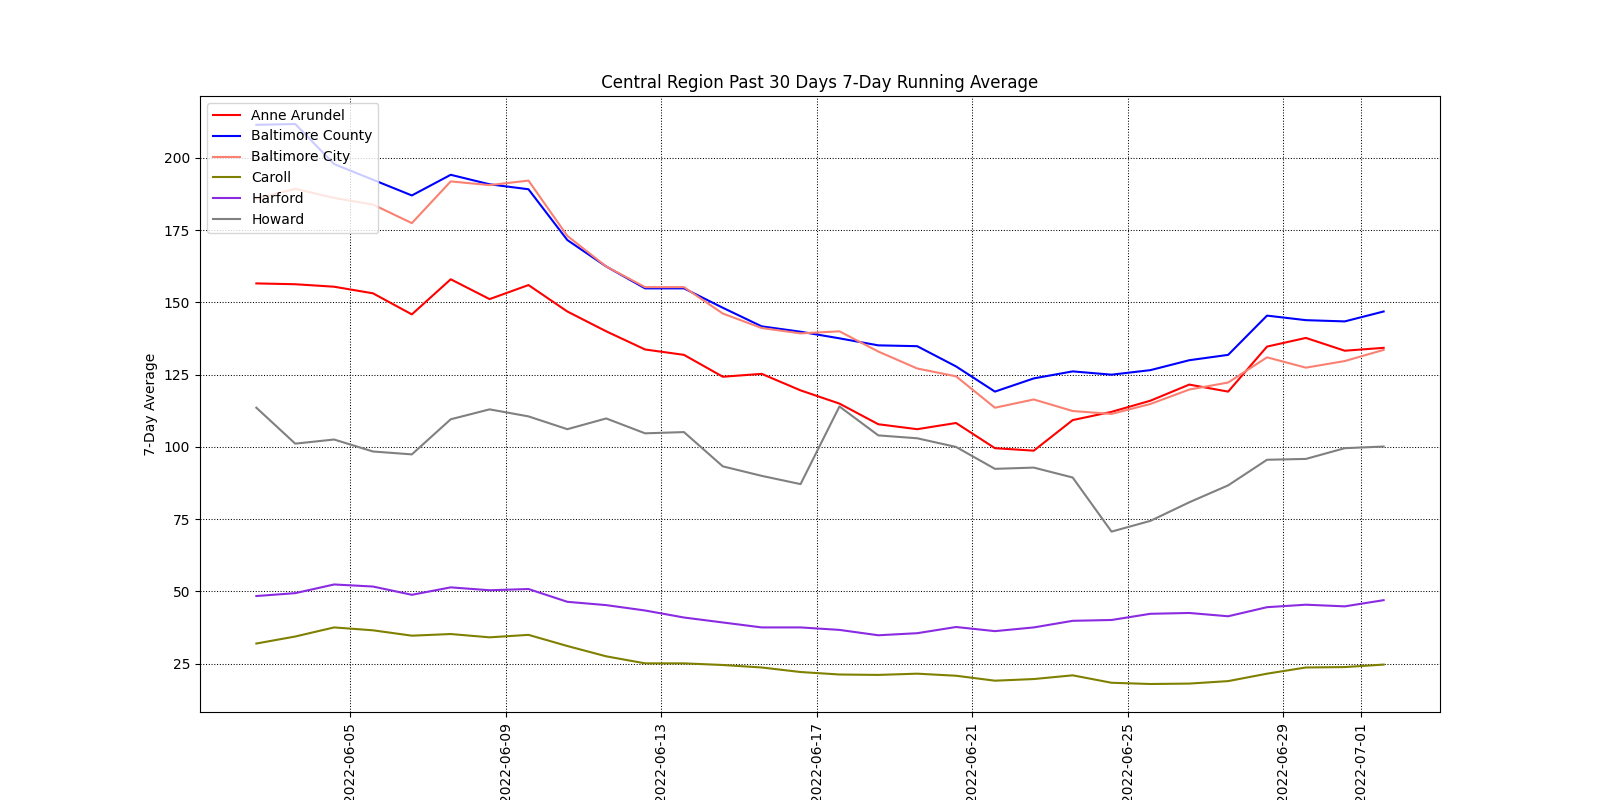 Central Region Past 30 Days 7-Day Running Average
Anne Arundel
Baltimore County
Baltimore City
Caroll
Harford
Howard
7-Day Average
200
175
150
125
100
75
50
25
2022-06-05
2022-06-09
2022-06-13
2022-06-17
2022-06-21
2022-06-25
2022-06-29
2022-07-01